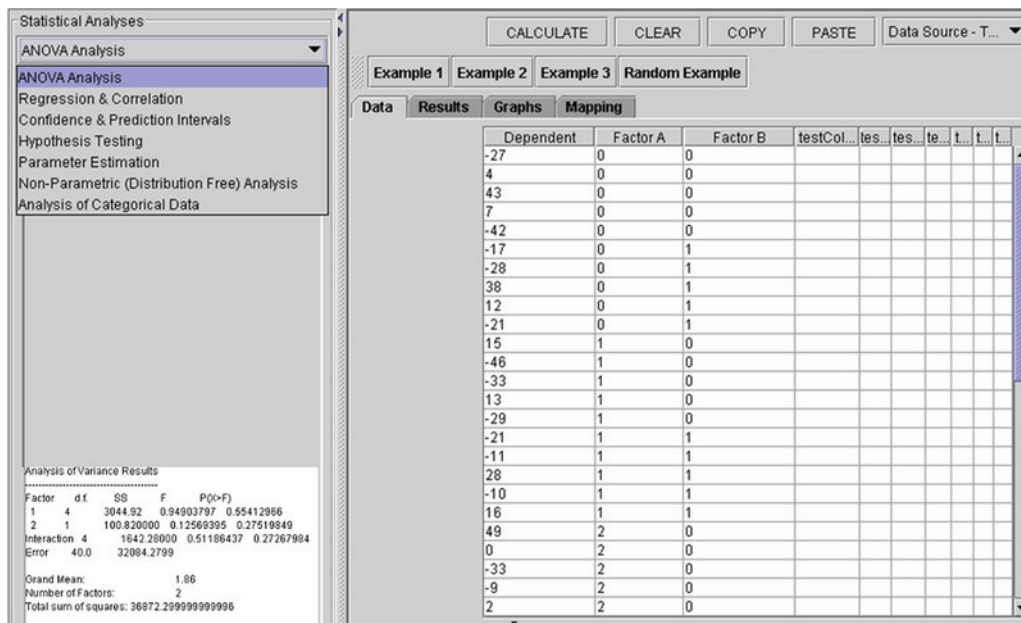 Statistical Analyses
ANOVA Analysis
ANOVA Analysis
Regression & Correlation
Confidence & Prediction Intervals
Hypothesis Testing
Parameter Estimation
Non-Parametric (Distribution Free) Analysis
Analysis of Categorical Data
Analysis of Variance Results
-----------------------------------
Factor d.f. SS F P(X>F)
1 4 3044.92 0.94903797 0.55412966
2 1 100.820000 0.12569395 0.27519849
Interaction 4 1642.28000 0.51186437 0.27267984
Error 40.0 32084.2799
Grand Mean: 1.86
Number of Factors: 2
Total sum of squares: 36872.299999999996
CALCULATE CLEAR COPY PASTE Data Source - T...
Example 1 Example 2 Example 3 Random Example
Data Results Graphs Mapping
Dependent Factor A Factor B testCol... tes... tes... te... t... t... t...
-27 0 0
4 0 0
43 0 0
7 0 0
-42 0 0
-17 0 1
-28 0 1
38 0 1
12 0 1
-21 0 1
15 1 0
-46 1 0
-33 1 0
13 1 0
-29 1 0
-21 1 1
-11 1 1
28 1 1
-10 1 1
16 1 1
49 2 0
0 2 0
-33 2 0
-9 2 0
2 2 0